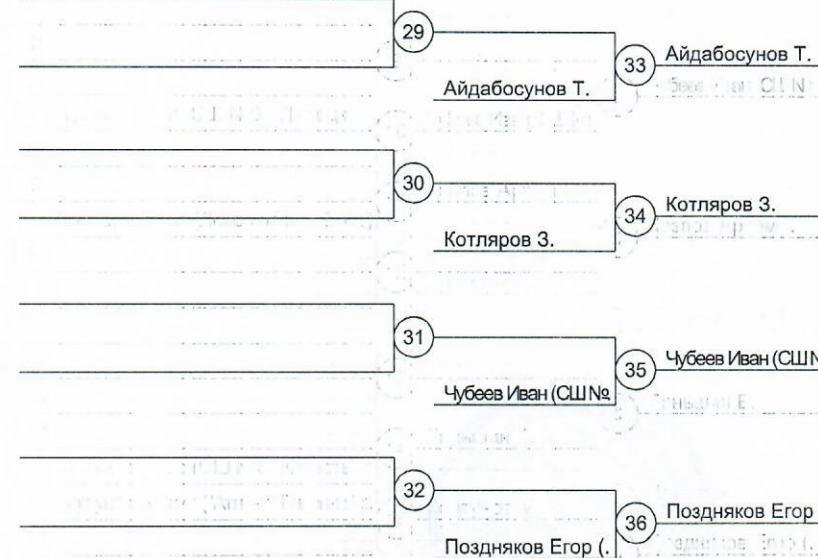 29
33
Айдабосунов Т.
Айдабосунов Т.
30
34
Котляров З.
Котляров З.
31
35
Чубеев Иван (СШ№
Чубеев Иван (СШ№
32
36
Поздняков Егор
Поздняков Егор (.